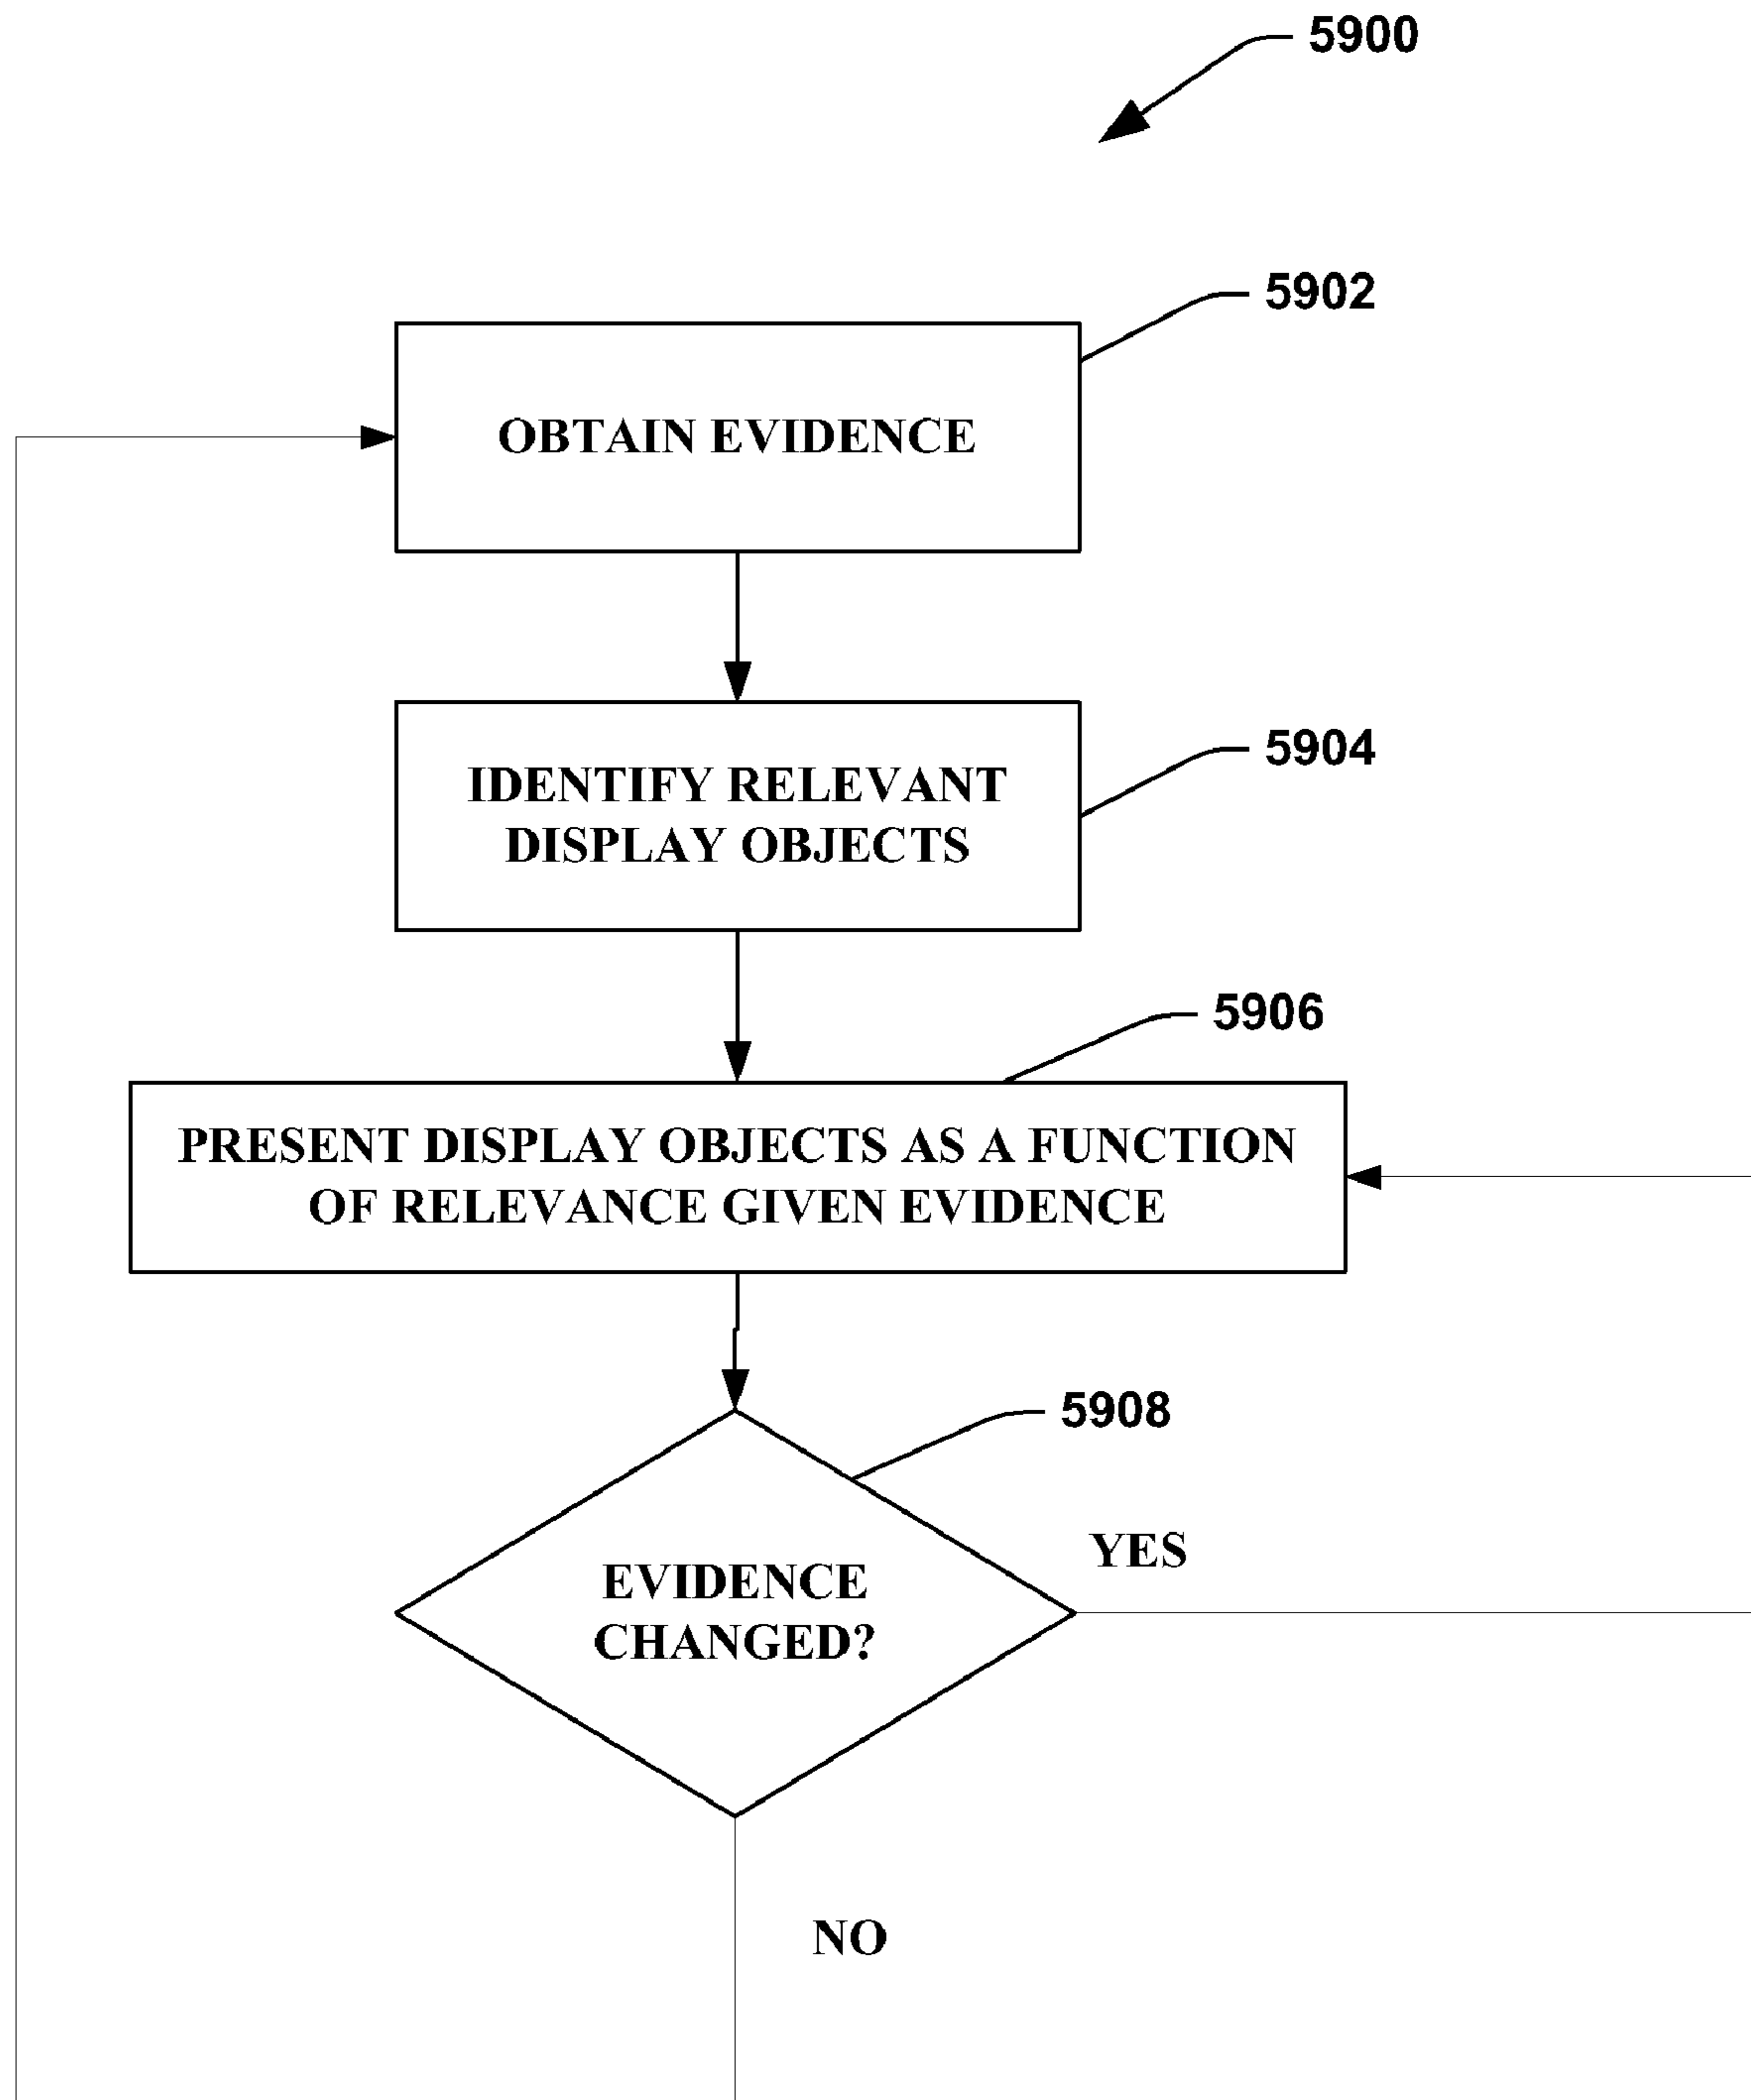 5900
5902
OBTAIN EVIDENCE
5904
IDENTIFY RELEVANT
DISPLAY OBJECTS
5906
PRESENT DISPLAY OBJECTS AS A FUNCTION
OF RELEVANCE GIVEN EVIDENCE
5908
YES
EVIDENCE
CHANGED?
NO